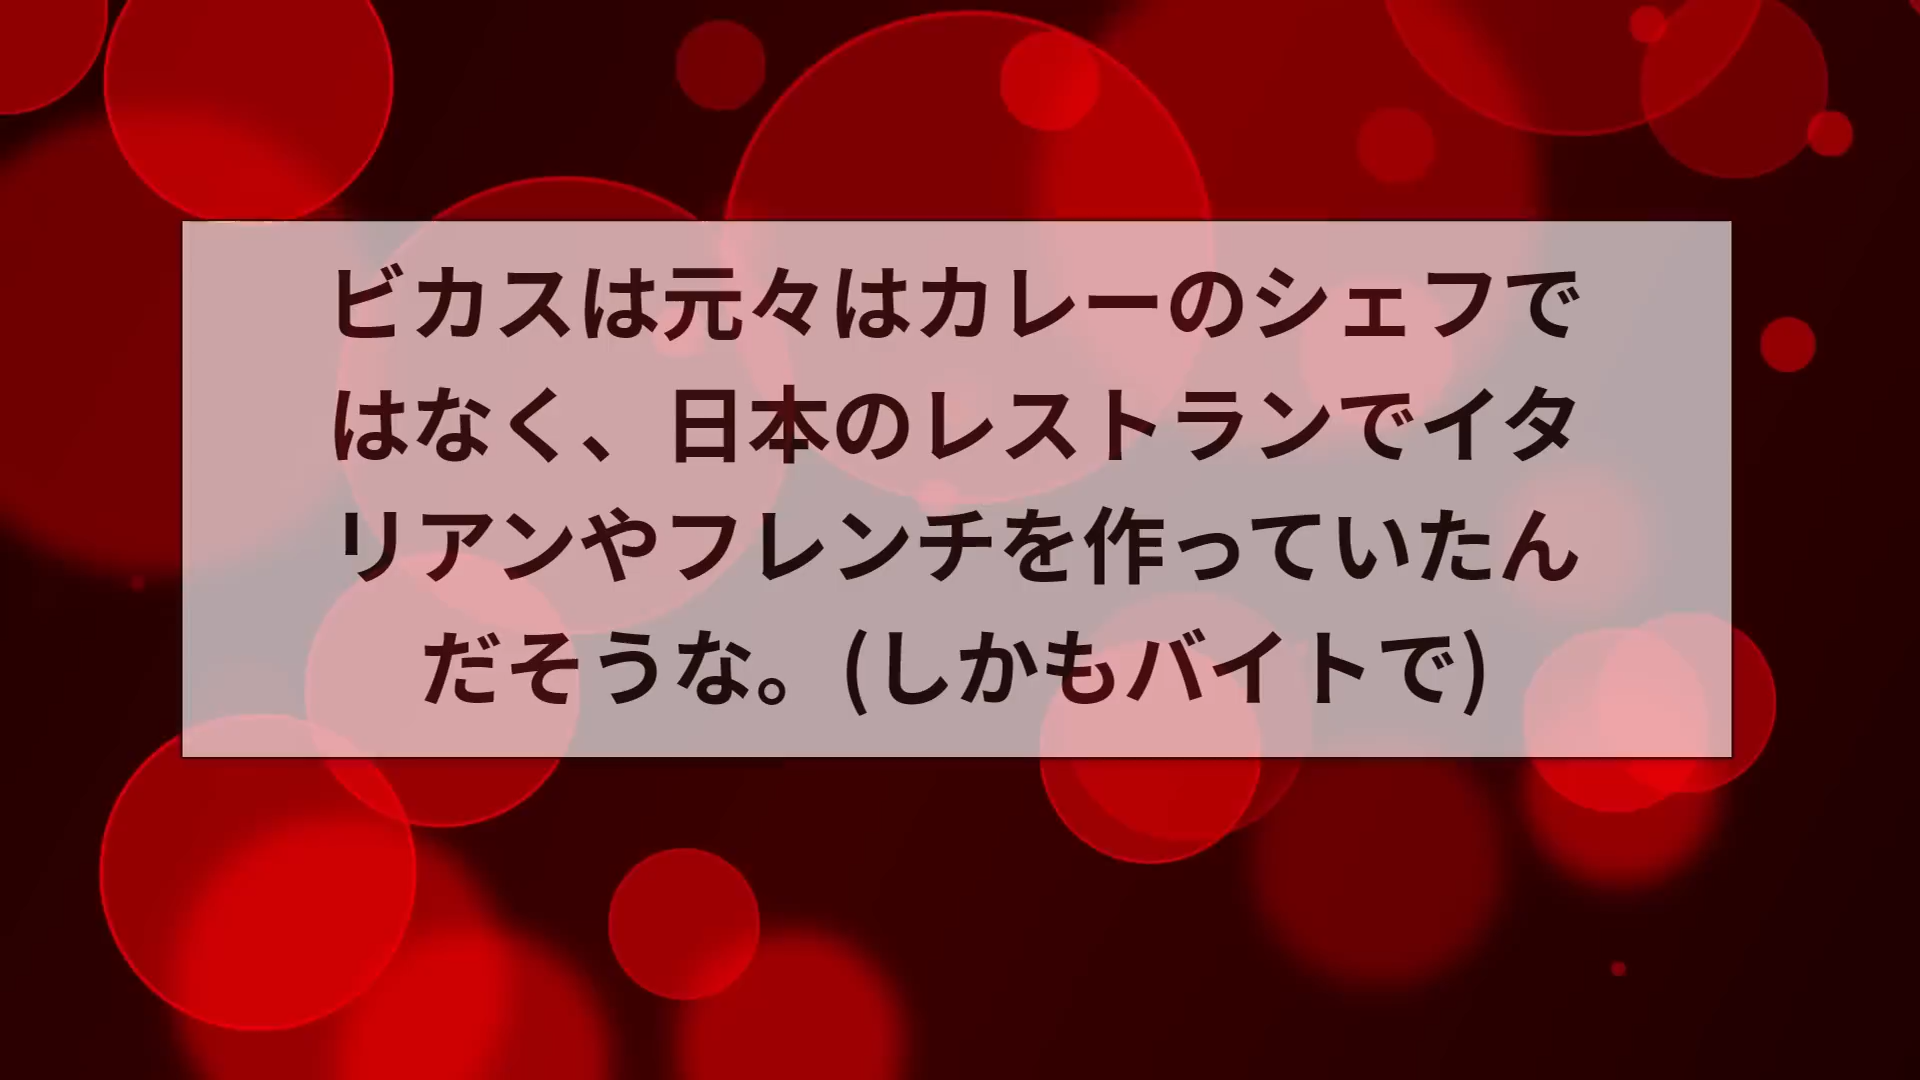 ビカスは元々はカレーのシェフで
はなく、日本のレストランでイタ
リアンやフレンチを作っていたん
だそうな。(しかもバイトで)